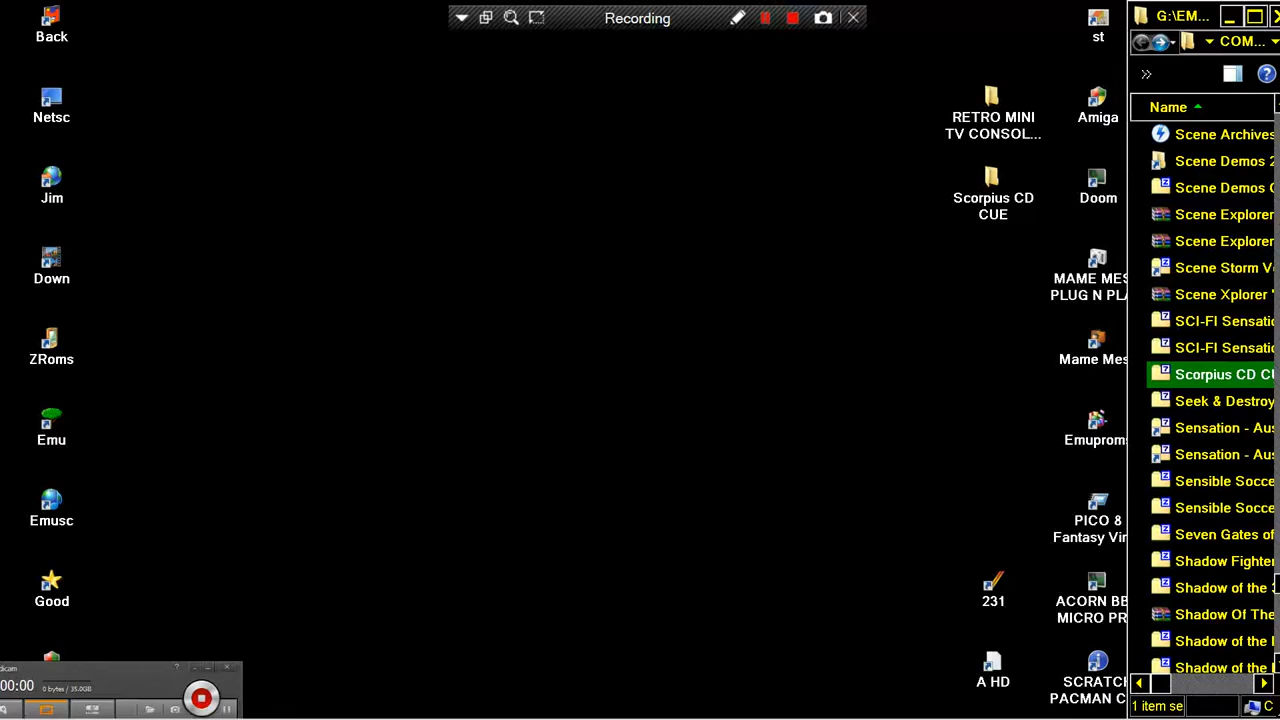 Back
Netsc
Jim
Down
ZRoms
Emu
Emusc
Good
dicam
00:00
0 bytes / 35.0GB
Recording
RETRO MINI
TV CONSOL...
Scorpius CD
CUE
231
A HD
st
Amiga
Doom
MAME MES
PLUG N PLA
Mame Mes
Emuproms
PICO 8
Fantasy Vir
ACORN BB
MICRO PR
SCRATCH
PACMAN C
G:\EM...
COM...
Name
Scene Archives
Scene Demos 2
Scene Demos C
Scene Explorer
Scene Explorer
Scene Storm V
Scene Xplorer '
SCI-FI Sensatio
SCI-FI Sensatio
Scorpius CD CU
Seek & Destroy
Sensation - Aus
Sensation - Aus
Sensible Socce
Sensible Socce
Seven Gates of
Shadow Fighter
Shadow of the
Shadow Of The
Shadow of the
Shadow of the
1 item se
C